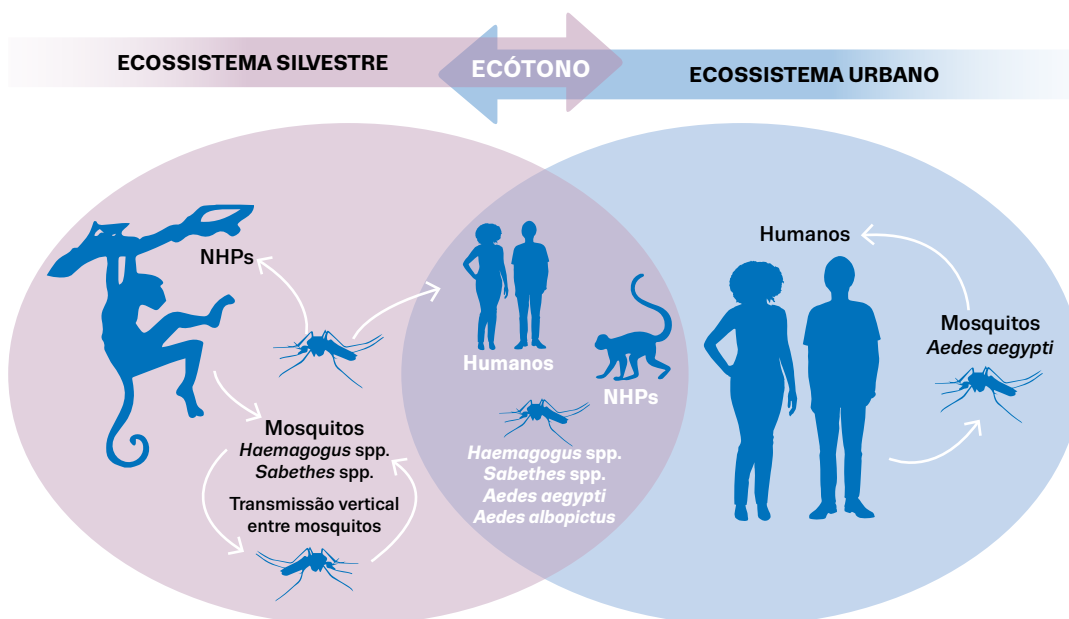 ECOSSISTEMA SILVESTRE
ECÓTONO
ECOSSISTEMA URBANO
NHPs
Mosquitos
Haemagogus spp.
Sabethes spp.
Transmissão vertical
entre mosquitos
Humanos
NHPs
Haemagogus spp.
Sabethes spp.
Aedes aegypti
Aedes albopictus
Humanos
Mosquitos
Aedes aegypti